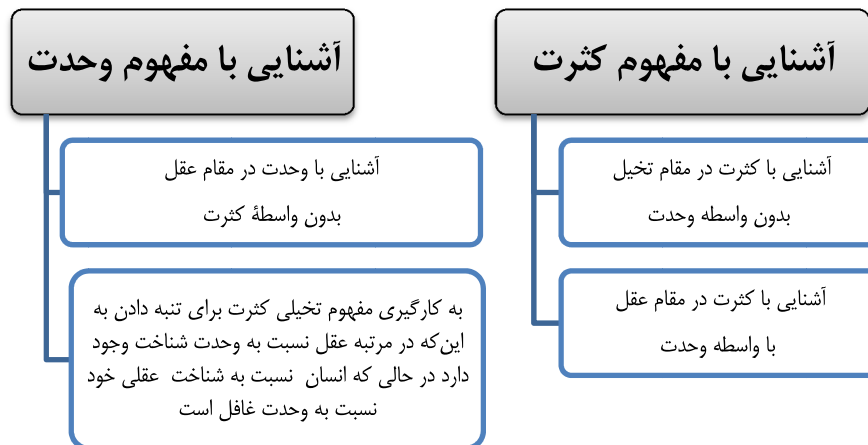 آشنایی با مفهوم کثرت
آشنایی با کثرت در مقام تخیل
بدون واسطه وحدت
آشنایی با کثرت در مقام عقل
با واسطه وحدت
آشنایی با مفهوم وحدت
آشنایی با وحدت در مقام عقل
بدون واسطهٔ کثرت
به کارگیری مفهوم تخیلی کثرت برای تنبه دادن به
این‌که در مرتبه عقل نسبت به وحدت شناخت وجود
دارد در حالی که انسان نسبت به شناخت عقلی خود
نسبت به وحدت غافل است